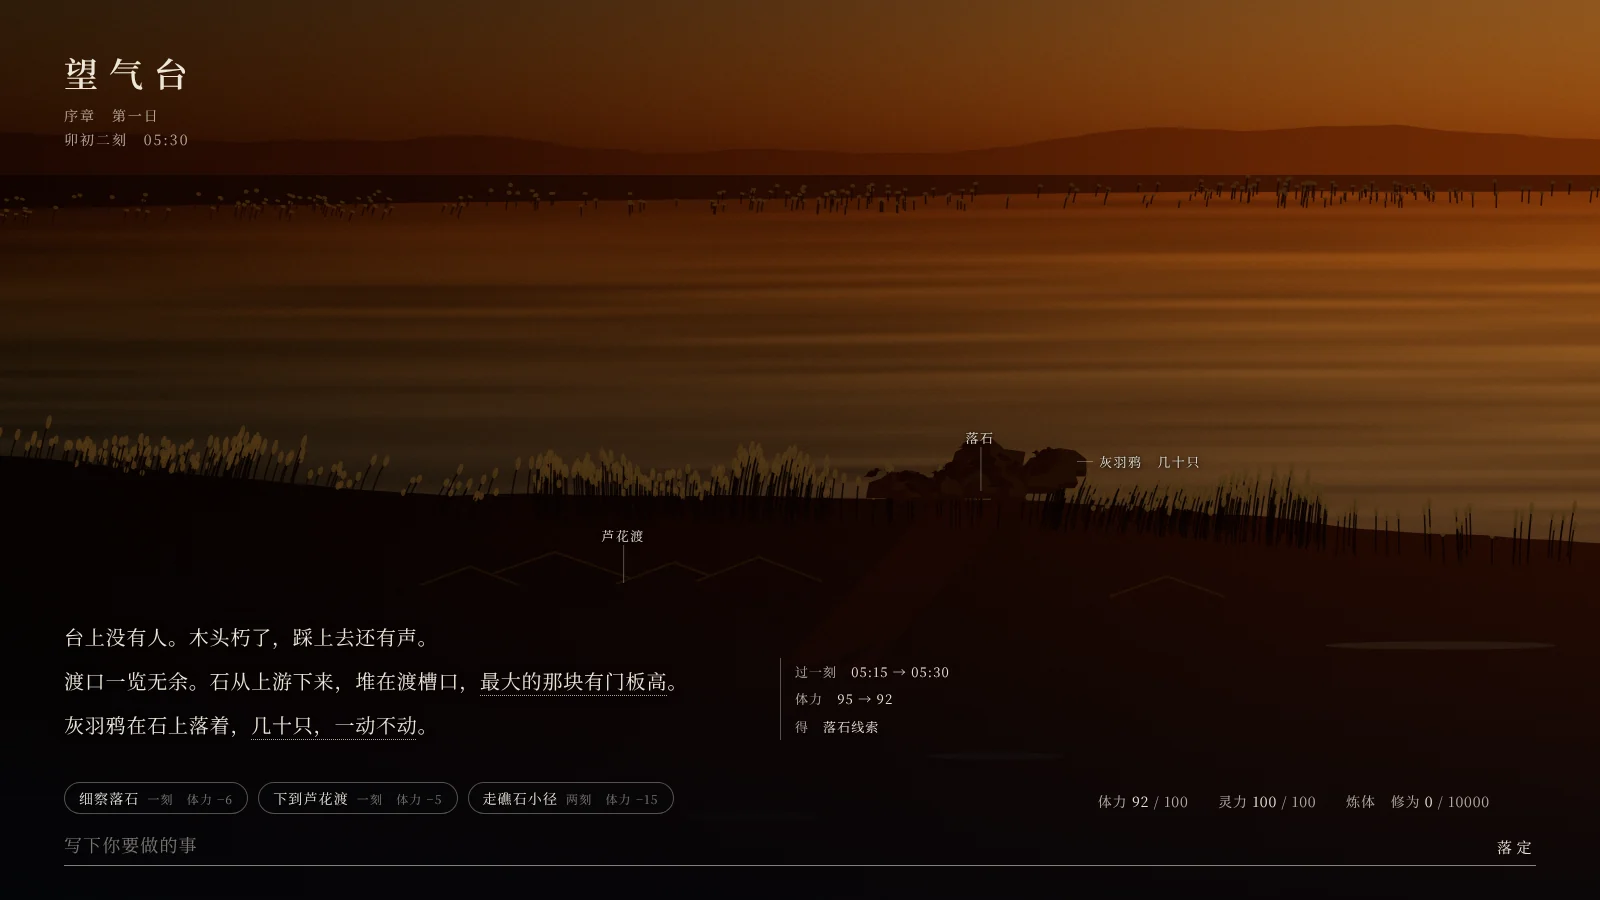 望气台
序章　第一日
卯初二刻　05:30
落石
灰羽鸦　几十只
芦花渡
台上没有人。木头朽了，踩上去还有声。
渡口一览无余。石从上游下来，堆在渡槽口，最大的那块有门板高。
灰羽鸦在石上落着，几十只，一动不动。
过一刻　05:15 → 05:30
体力　95 → 92
得　落石线索
细察落石 一刻　体力 −6
下到芦花渡 一刻　体力 −5
走礁石小径 两刻　体力 −15
体力 92 / 100　灵力 100 / 100　炼体　修为 0 / 10000
写下你要做的事
落定